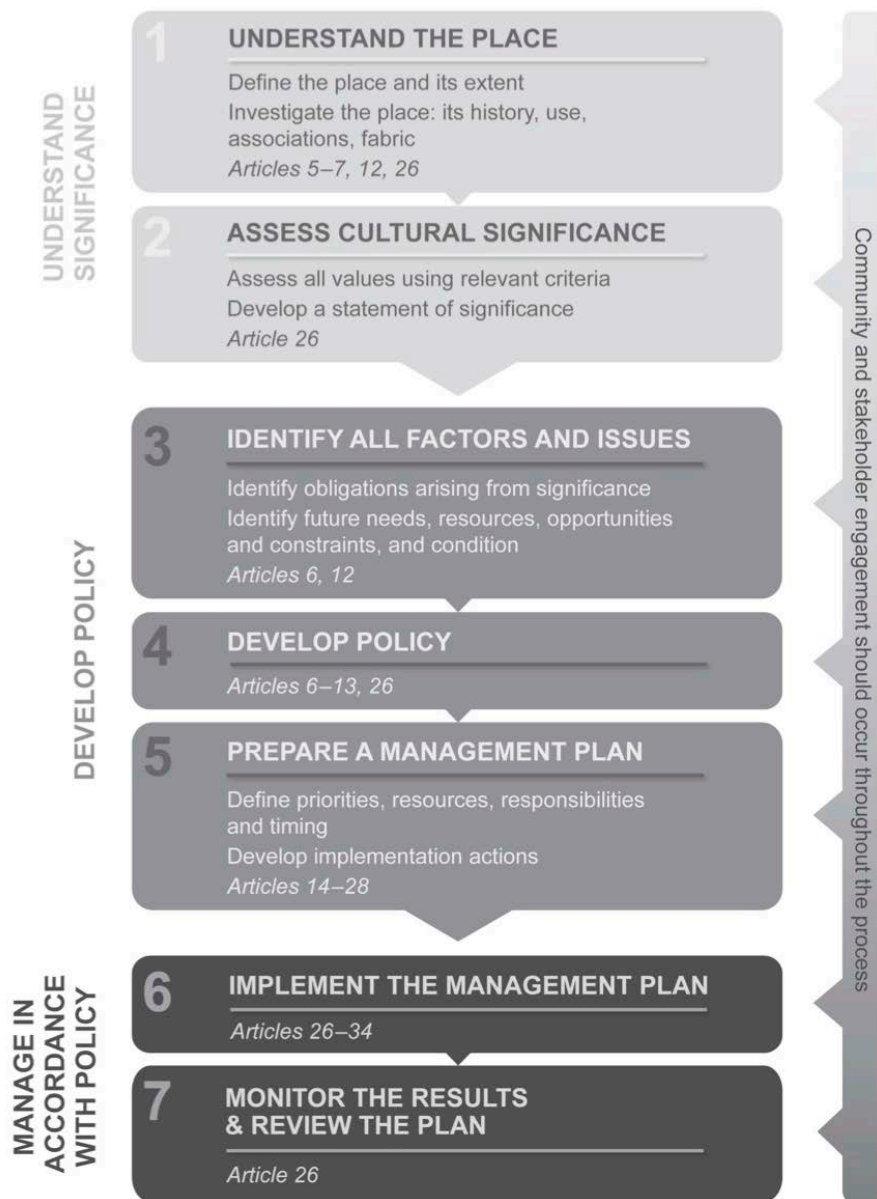 UNDERSTAND
SIGNIFICANCE
1
UNDERSTAND THE PLACE
Define the place and its extent
Investigate the place: its history, use,
associations, fabric
Articles 5–7, 12, 26
2
ASSESS CULTURAL SIGNIFICANCE
Assess all values using relevant criteria
Develop a statement of significance
Article 26
DEVELOP POLICY
3
IDENTIFY ALL FACTORS AND ISSUES
Identify obligations arising from significance
Identify future needs, resources, opportunities
and constraints, and condition
Articles 6, 12
4
DEVELOP POLICY
Articles 6–13, 26
5
PREPARE A MANAGEMENT PLAN
Define priorities, resources, responsibilities
and timing
Develop implementation actions
Articles 14–28
MANAGE IN
ACCORDANCE
WITH POLICY
6
IMPLEMENT THE MANAGEMENT PLAN
Articles 26–34
7
MONITOR THE RESULTS
& REVIEW THE PLAN
Article 26
Community and stakeholder engagement should occur throughout the process